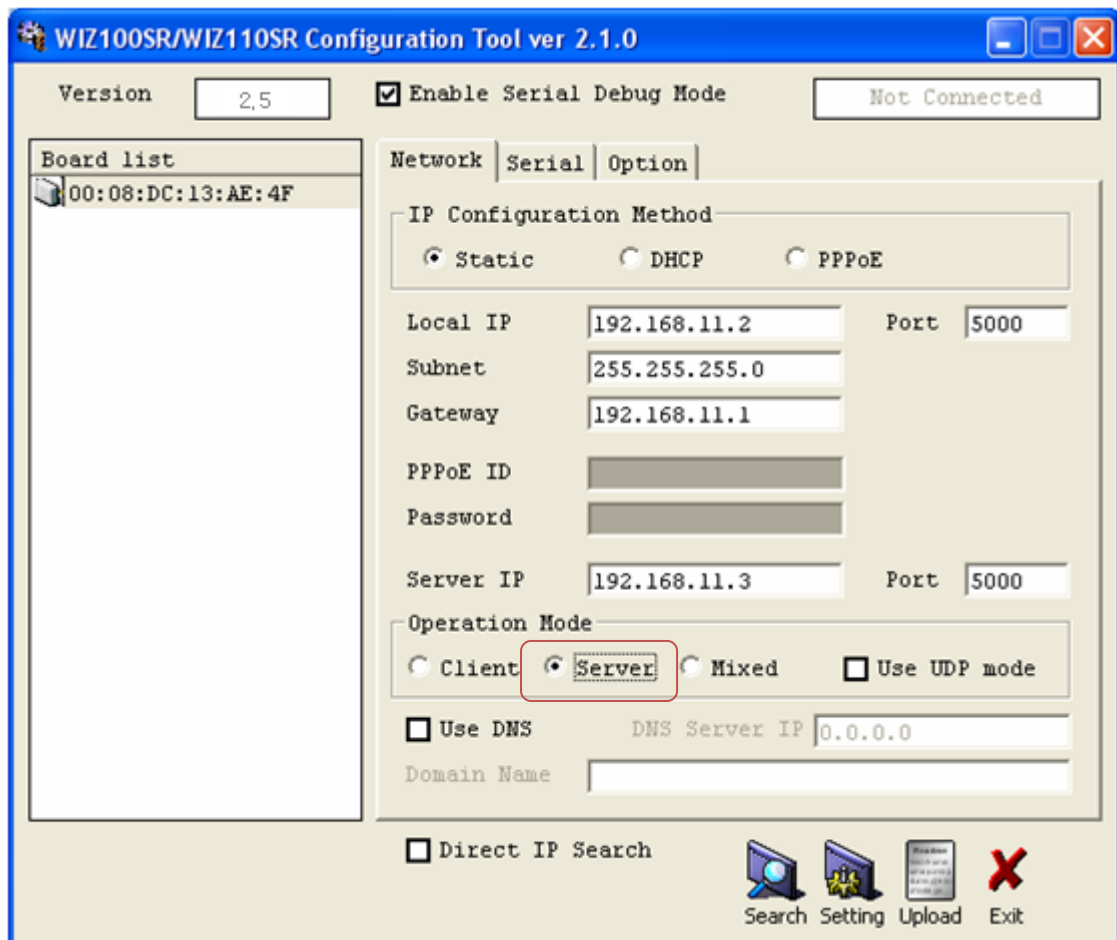 WIZ100SR/WIZ110SR Configuration Tool ver 2.1.0
Version 2,5 Enable Serial Debug Mode Not Connected
Board list
00:08:DC:13:AE:4F
Network Serial Option
IP Configuration Method
Static DHCP PPPoE
Local IP 192.168.11.2 Port 5000
Subnet 255.255.255.0
Gateway 192.168.11.1
PPPoE ID
Password
Server IP 192.168.11.3 Port 5000
Operation Mode
Client Server Mixed Use UDP mode
Use DNS DNS Server IP 0.0.0.0
Domain Name
Direct IP Search
Search Setting Upload Exit